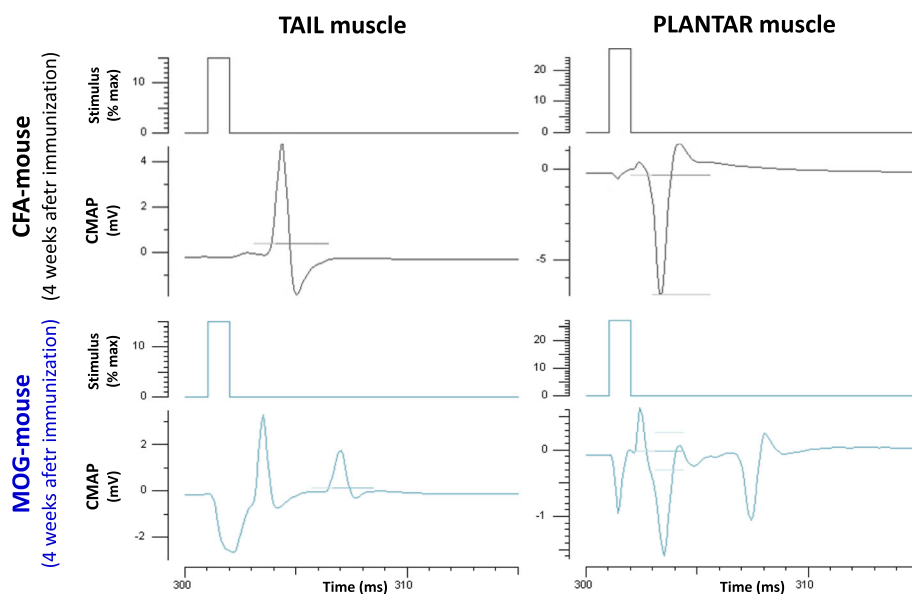 TAIL muscle
PLANTAR muscle
CFA-mouse
(4 weeks afetr immunization)
Stimulus
(% max)
10
0
20
10
0
CMAP
(mV)
4
2
0
0
-5
MOG-mouse
(4 weeks afetr immunization)
Stimulus
(% max)
10
0
20
10
0
CMAP
(mV)
2
0
-2
0
-1
300
Time (ms)
310
300
Time (ms)
310